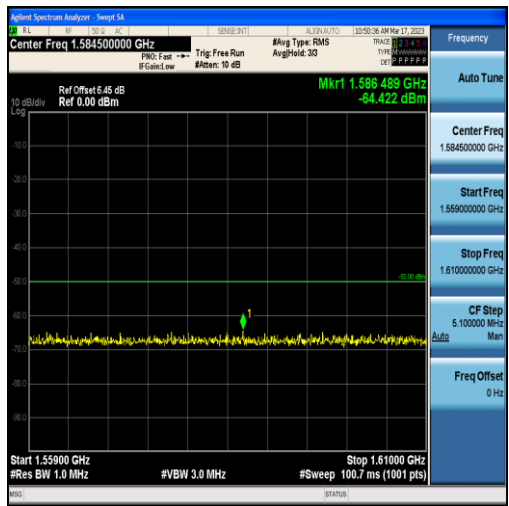 Agilent Spectrum Analyzer - Swept SA
RL RF 50 Ω AC SENSE:INT ALIGN AUTO 10:50:36 AM Mar 17, 2023
Center Freq 1.584500000 GHz
PNO: Fast
IFGain:Low
Trig: Free Run
#Atten: 10 dB
#Avg Type: RMS
Avg|Hold: 3/3
TRACE 1 2 3 4 5 6
TYPE
DET P P P P P P
Frequency
Auto Tune
Center Freq
1.584500000 GHz
Start Freq
1.559000000 GHz
Stop Freq
1.610000000 GHz
CF Step
5.100000 MHz
Auto Man
Freq Offset
0 Hz
Ref Offset 6.45 dB
10 dB/div Ref 0.00 dBm
Log
Mkr1 1.586 489 GHz
-64.422 dBm
-10.0
-20.0
-30.0
-40.0
-50.0
-60.0
-70.0
-80.0
-90.0
-50.00 dBm
1
Start 1.55900 GHz Stop 1.61000 GHz
#Res BW 1.0 MHz #VBW 3.0 MHz #Sweep 100.7 ms (1001 pts)
MSG STATUS